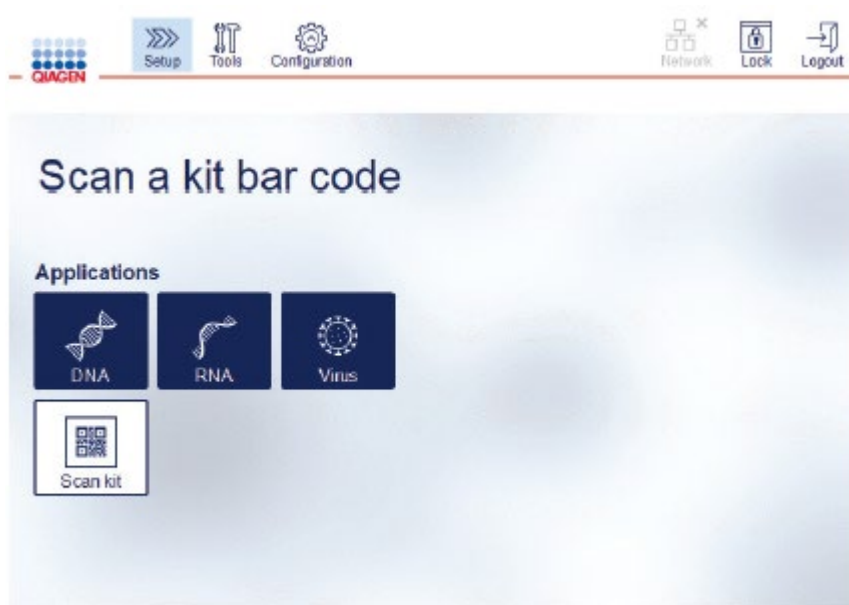 QIAGEN
Setup Tools Configuration Network Lock Logout
Scan a kit bar code
Applications
DNA RNA Virus
Scan kit